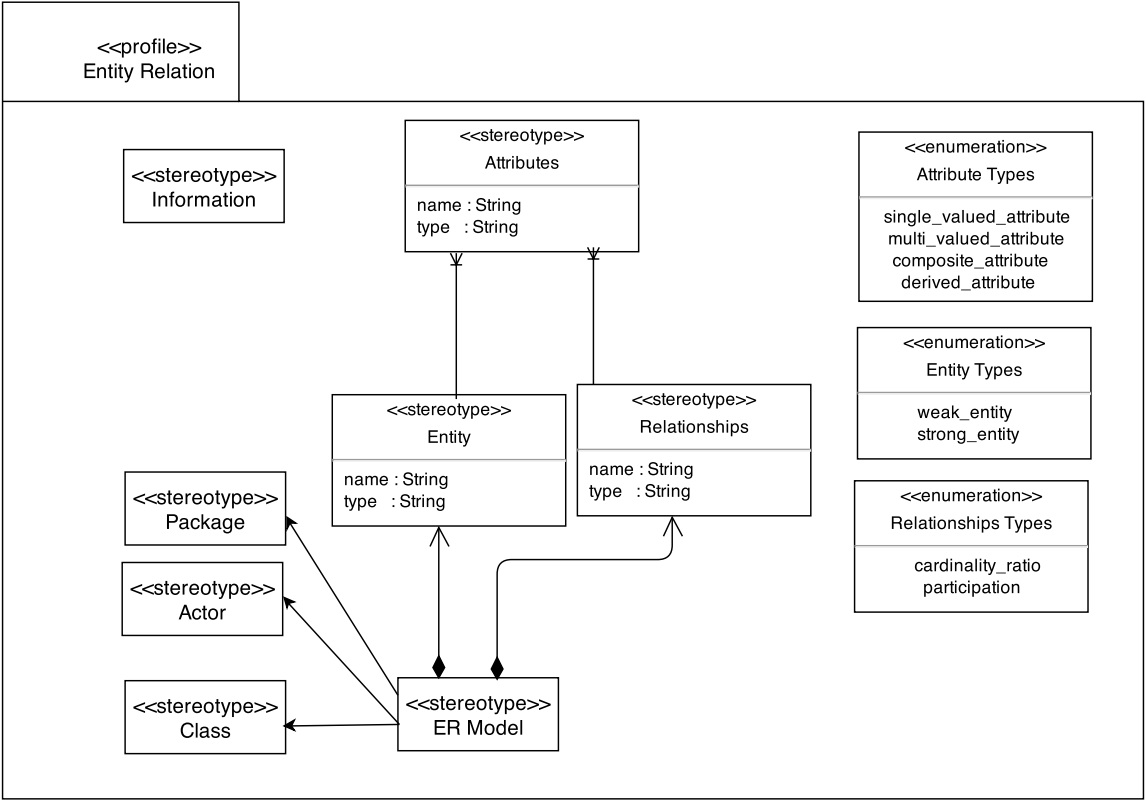 <<profile>>
Entity Relation
<<stereotype>>
Information
<<stereotype>>
Attributes
name : String
type : String
<<enumeration>>
Attribute Types
single_valued_attribute
multi_valued_attribute
composite_attribute
derived_attribute
<<stereotype>>
Entity
name : String
type : String
<<stereotype>>
Relationships
name : String
type : String
<<enumeration>>
Entity Types
weak_entity
strong_entity
<<stereotype>>
Package
<<stereotype>>
Actor
<<stereotype>>
Class
<<stereotype>>
ER Model
<<enumeration>>
Relationships Types
cardinality_ratio
participation